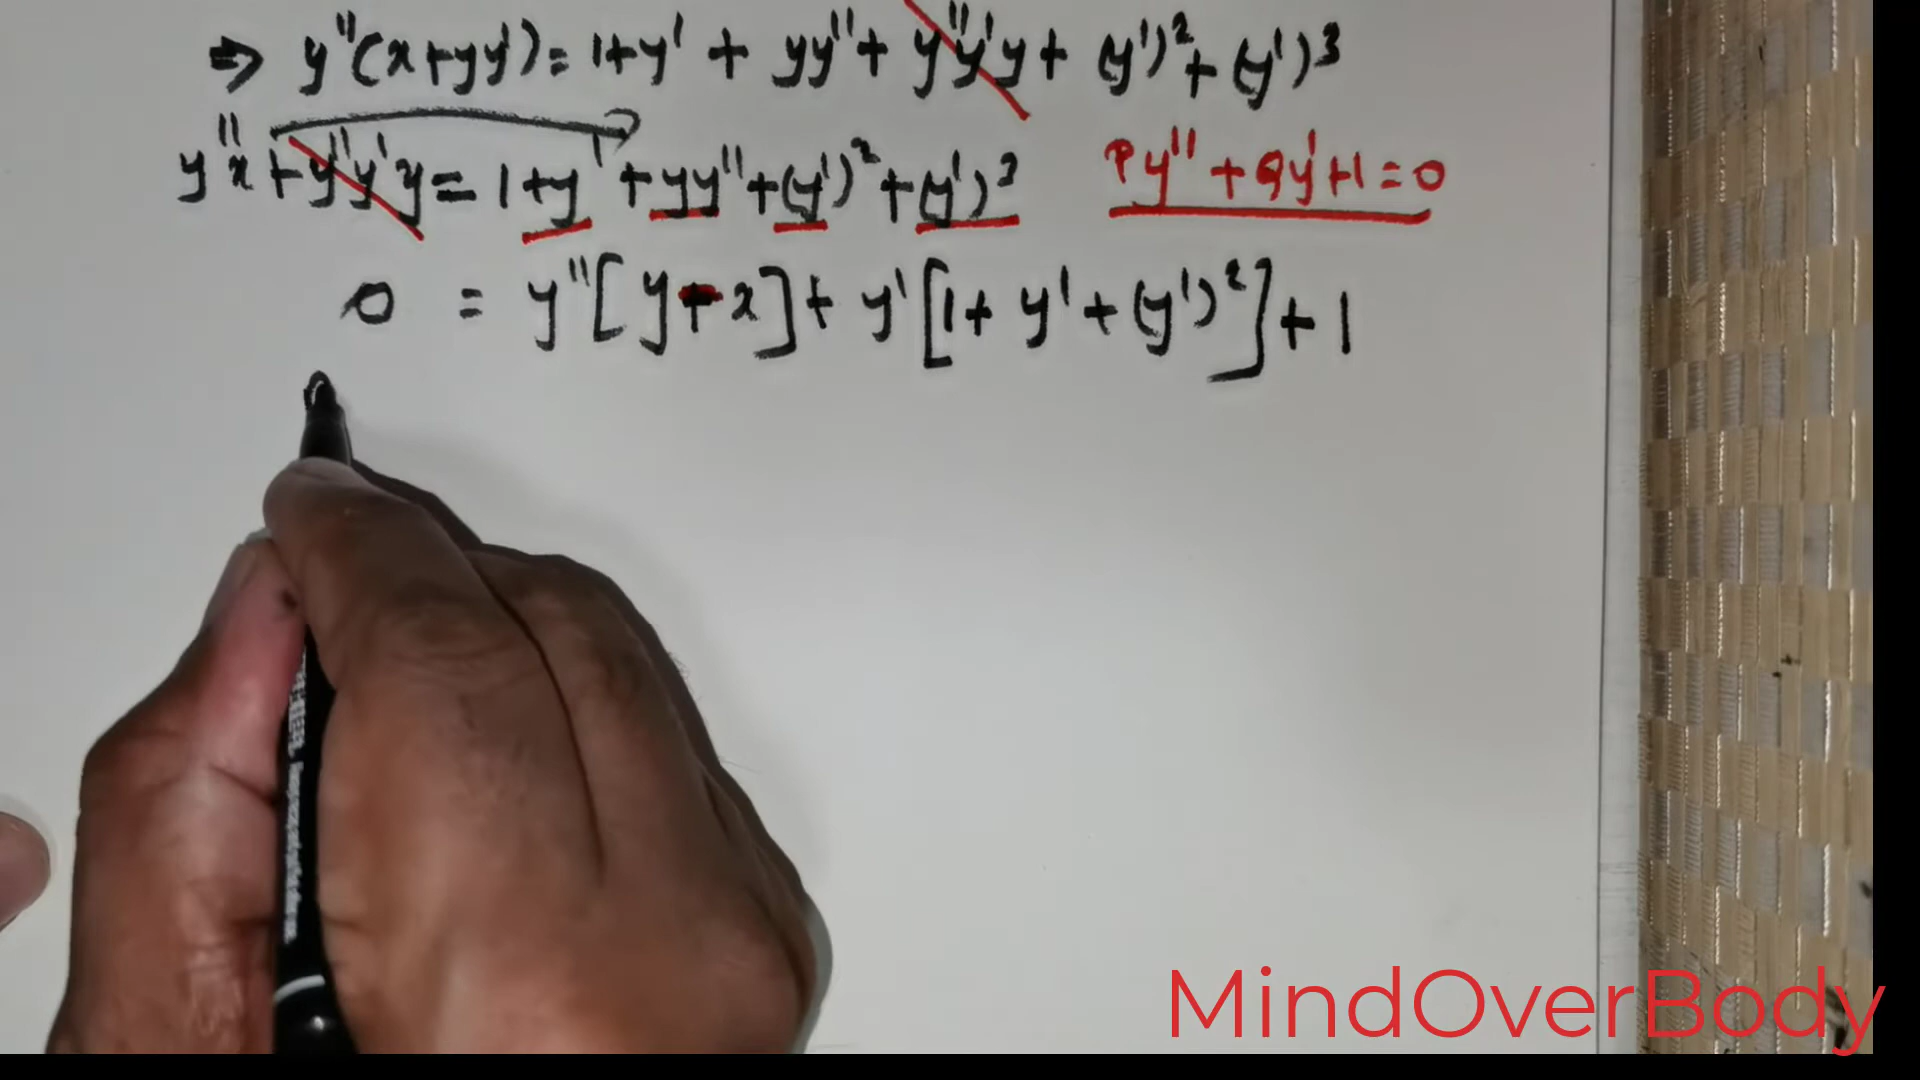 ⇒ y''(x+yy') = 1+y' + yy'' + y''y'y + (y')² + (y')³
y''x + y''y'y = 1+y' + yy'' + (y')² + (y')³
Py'' + Qy' + 1 = 0
0 = y''[y - x] + y'[1 + y' + (y')²] + 1
MindOverBody